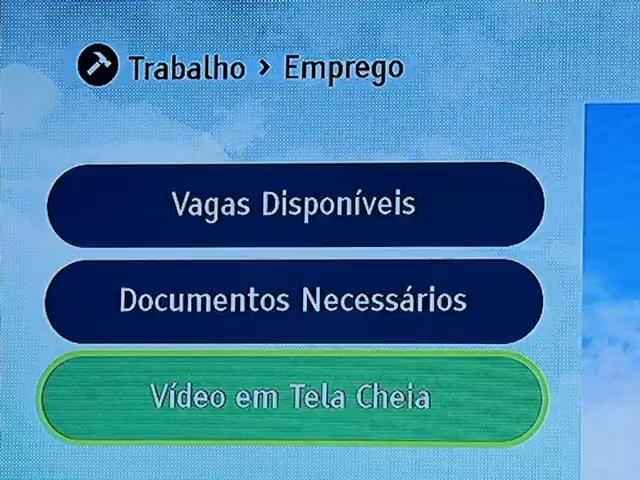 Trabalho > Emprego
Vagas Disponíveis
Documentos Necessários
Vídeo em Tela Cheia